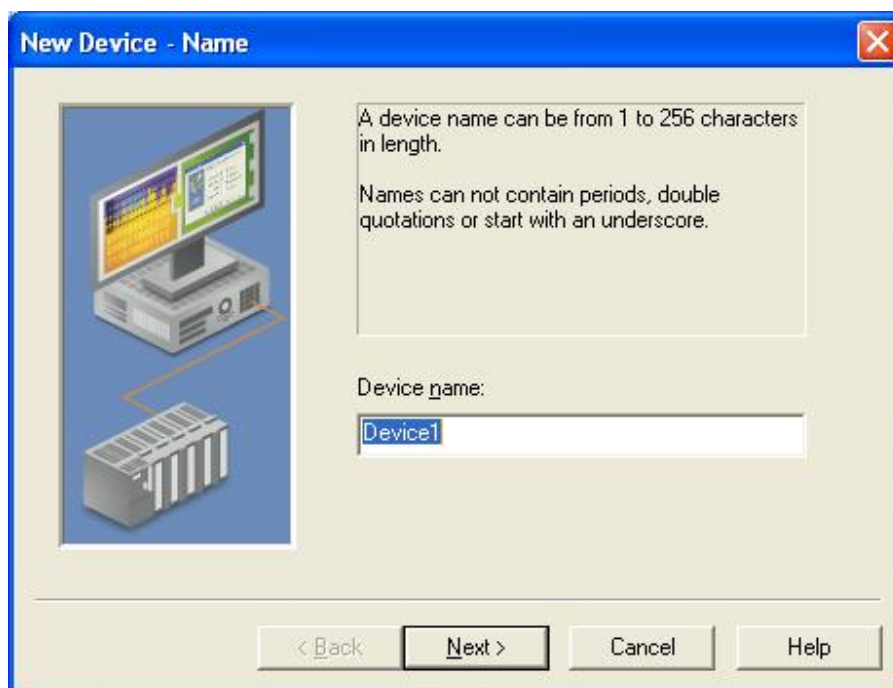 New Device - Name
A device name can be from 1 to 256 characters
in length.
Names can not contain periods, double
quotations or start with an underscore.
Device name:
Device1
< Back
Next >
Cancel
Help